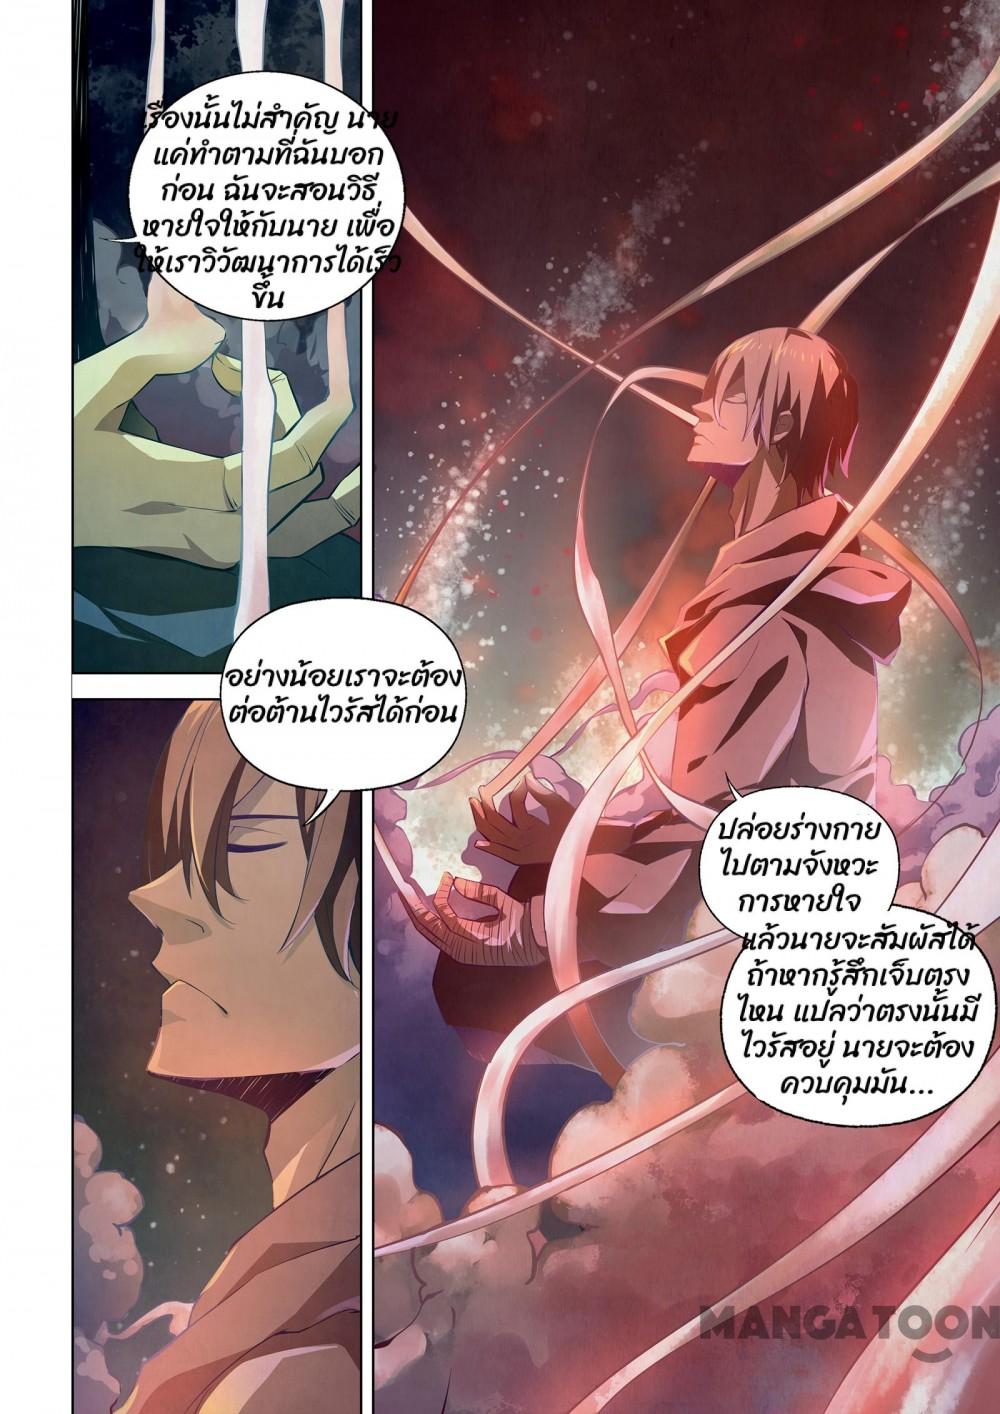 เรื่องนั้นไม่สำคัญ นาย
แค่ทำตามที่ฉันบอก
ก่อน ฉันจะสอนวิธี
หายใจให้กับนาย เพื่อ
ให้เราวิวัฒนาการได้เร็ว
ขึ้น
อย่างน้อยเราจะต้อง
ต่อต้านไวรัสได้ก่อน
ปล่อยร่างกาย
ไปตามจังหวะ
การหายใจ
แล้วนายจะสัมผัสได้
ถ้าหากรู้สึกเจ็บตรง
ไหน แปลว่าตรงนั้นมี
ไวรัสอยู่ นายจะต้อง
ควบคุมมัน...
MANGATOON